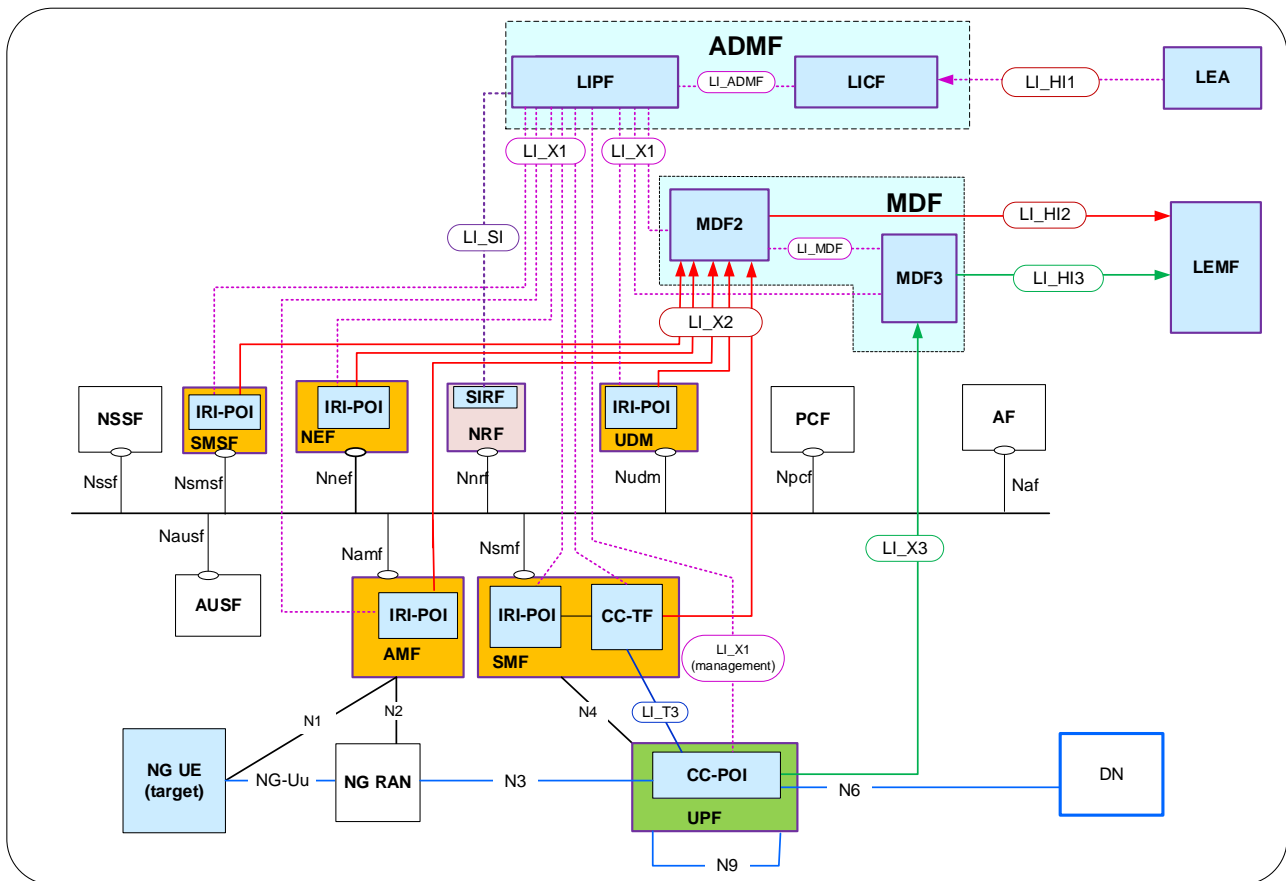 ADMF
LIPF
LI_ADMF
LICF
LI_HI1
LEA
LI_X1
LI_X1
MDF
MDF2
LI_HI2
LI_SI
LI_MDF
MDF3
LI_HI3
LEMF
LI_X2
NSSF
IRI-POI
SMSF
IRI-POI
NEF
SIRF
NRF
IRI-POI
UDM
PCF
AF
Nssf
Nsmsf
Nnef
Nnrf
Nudm
Npcf
Naf
Nausf
Namf
Nsmf
LI_X3
AUSF
IRI-POI
AMF
IRI-POI
CC-TF
SMF
LI_X1
(management)
N1
N2
N4
LI_T3
NG UE
(target)
NG-Uu
NG RAN
N3
CC-POI
UPF
N6
DN
N9